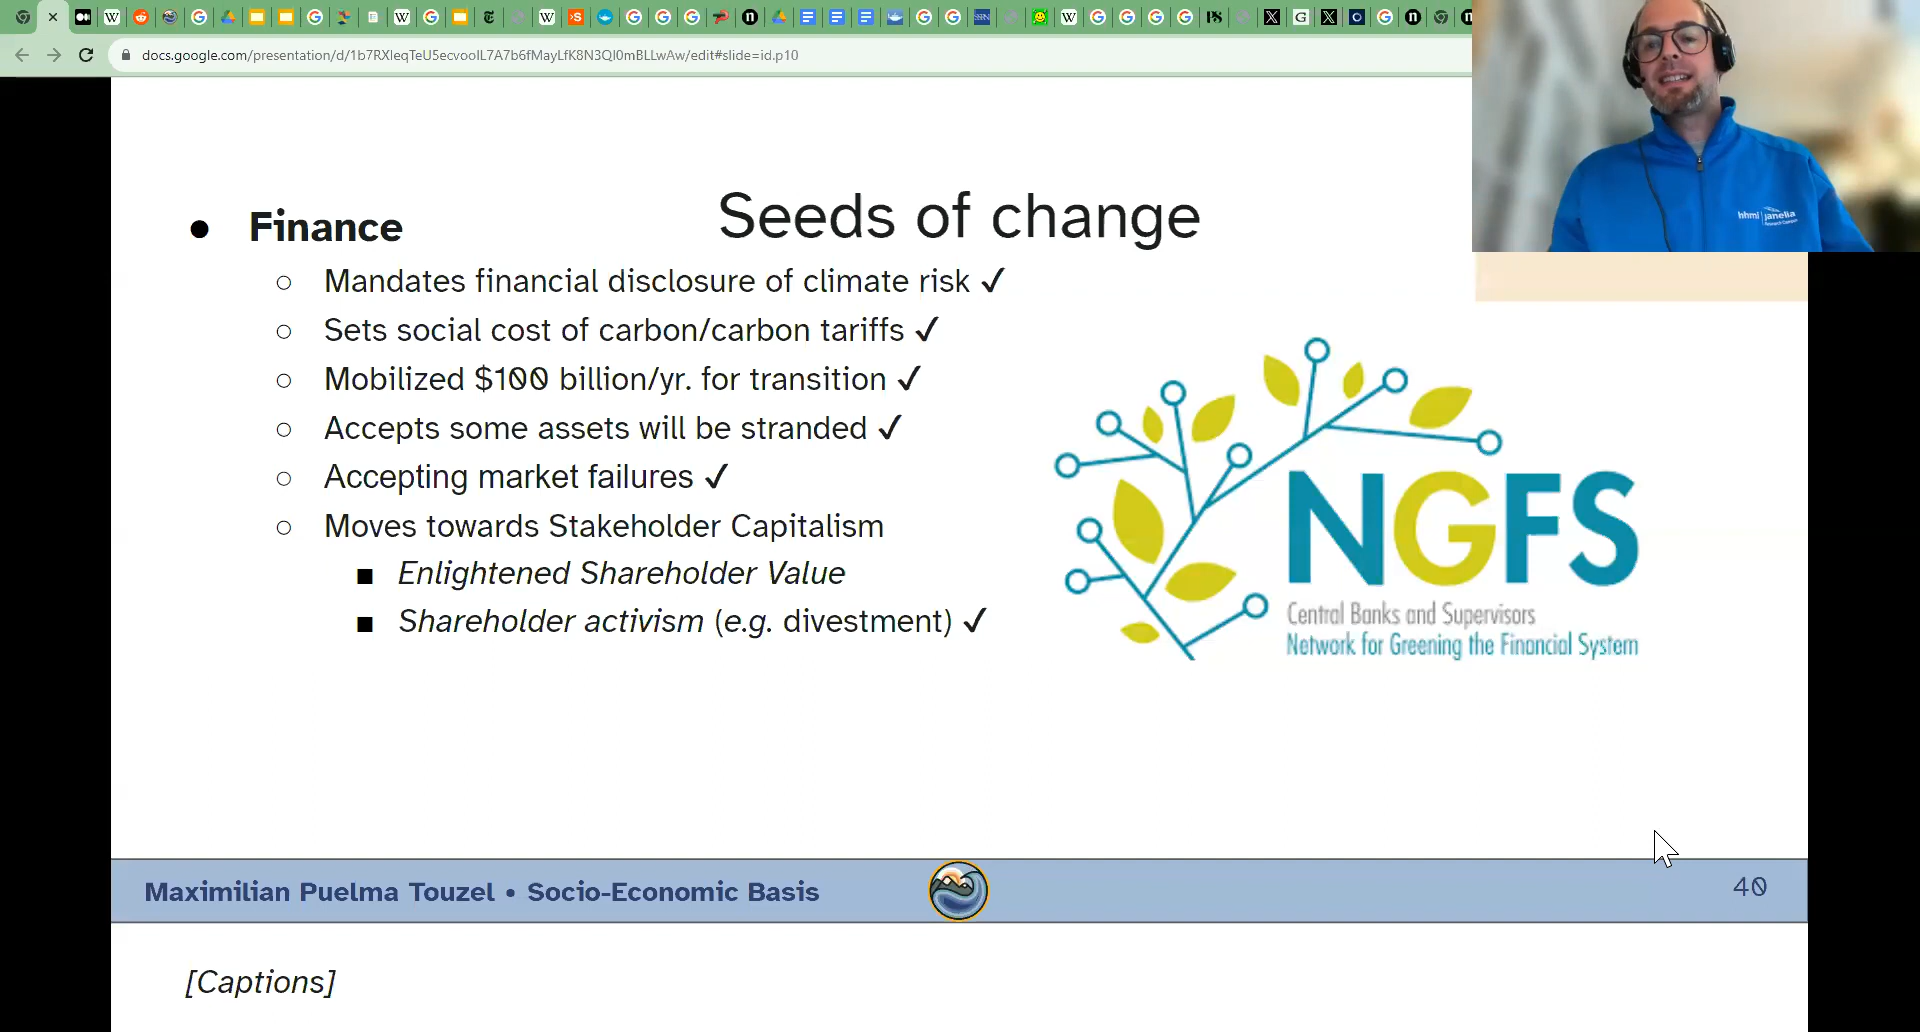 docs.google.com/presentation/d/1b7RXleqTeU5ecvooIL7A7b6fMayLfK8N3Ql0mBLLwAw/edit#slide=id.p10
hhmi janelia
Seeds of change
● Finance
○ Mandates financial disclosure of climate risk ✓
○ Sets social cost of carbon/carbon tariffs ✓
○ Mobilized $100 billion/yr. for transition ✓
○ Accepts some assets will be stranded ✓
○ Accepting market failures ✓
○ Moves towards Stakeholder Capitalism
■ Enlightened Shareholder Value
■ Shareholder activism (e.g. divestment) ✓
NGFS
Central Banks and Supervisors
Network for Greening the Financial System
Maximilian Puelma Touzel • Socio-Economic Basis
40
[Captions]